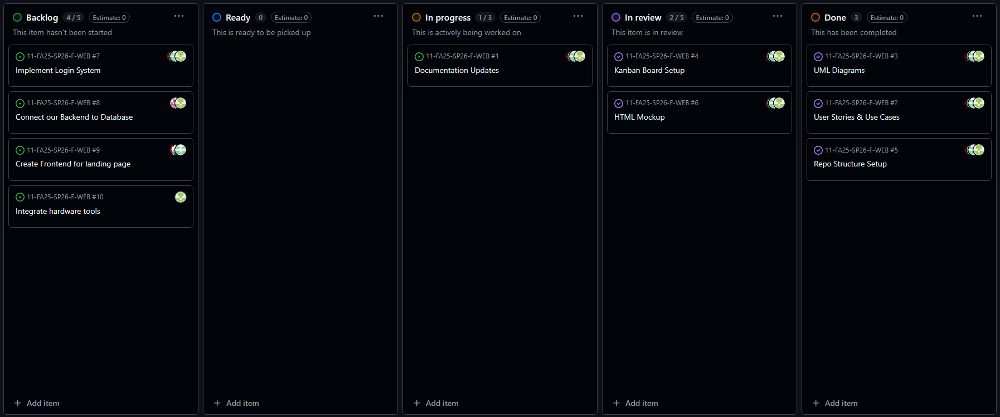 Backlog 4 / 5 Estimate: 0
This item hasn't been started
11-FA25-SP26-F-WEB #7
Implement Login System
11-FA25-SP26-F-WEB #8
Connect our Backend to Database
11-FA25-SP26-F-WEB #9
Create Frontend for landing page
11-FA25-SP26-F-WEB #10
Integrate hardware tools
Add item
Ready 0 Estimate: 0
This is ready to be picked up
Add item
In progress 1 / 3 Estimate: 0
This is actively being worked on
11-FA25-SP26-F-WEB #1
Documentation Updates
Add item
In review 2 / 5 Estimate: 0
This item is in review
11-FA25-SP26-F-WEB #4
Kanban Board Setup
11-FA25-SP26-F-WEB #6
HTML Mockup
Add item
Done 3 Estimate: 0
This has been completed
11-FA25-SP26-F-WEB #3
UML Diagrams
11-FA25-SP26-F-WEB #2
User Stories & Use Cases
11-FA25-SP26-F-WEB #5
Repo Structure Setup
Add item